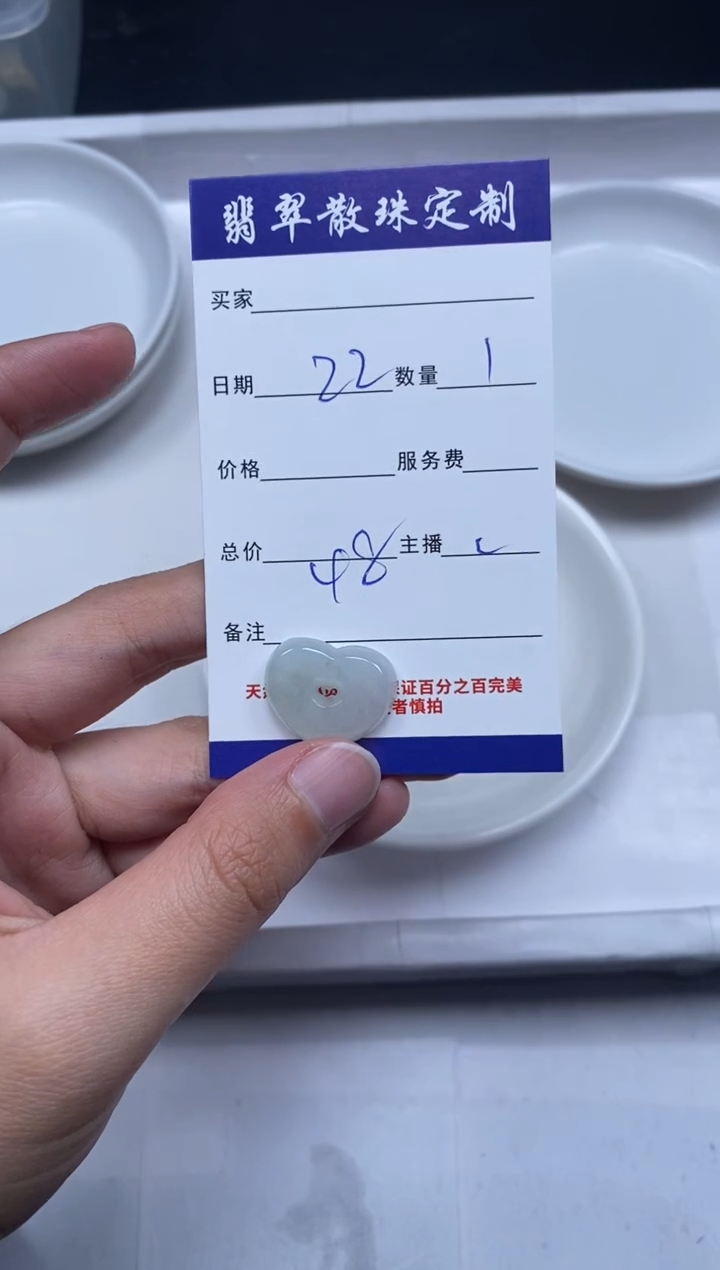 翡翠散珠定制
买家
日期 22 数量 1
价格 服务费
总价 48 主播
备注
天 证百分之百完美
者慎拍